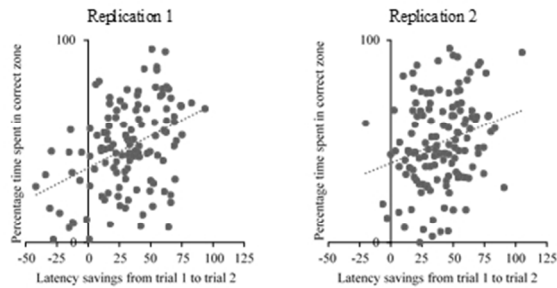 Replication 1
Percentage time spent in correct zone
100
0
-50 -25 0 25 50 75 100 125
Latency savings from trial 1 to trial 2
Replication 2
Percentage time spent in correct zone
100
0
-50 -25 0 25 50 75 100 125
Latency savings from trial 1 to trial 2